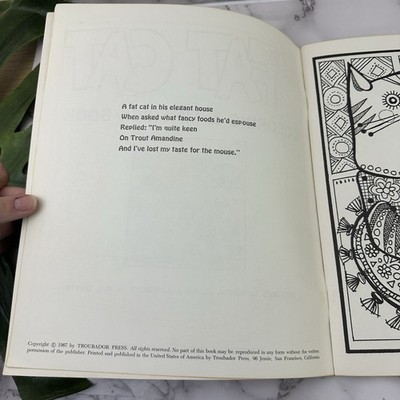 A fat cat in his elegant house
When asked what fancy foods he'd espouse
Replied: "I'm quite keen
On Trout Amandine
And I've lost my taste for the mouse."
Copyright © 1967 by TROUBADOR PRESS. All rights reserved. No part of this book may be reproduced in any form without the written
permission of the publisher. Printed and published in the United States of America by Troubador Press, 96 Jessie, San Francisco, California.